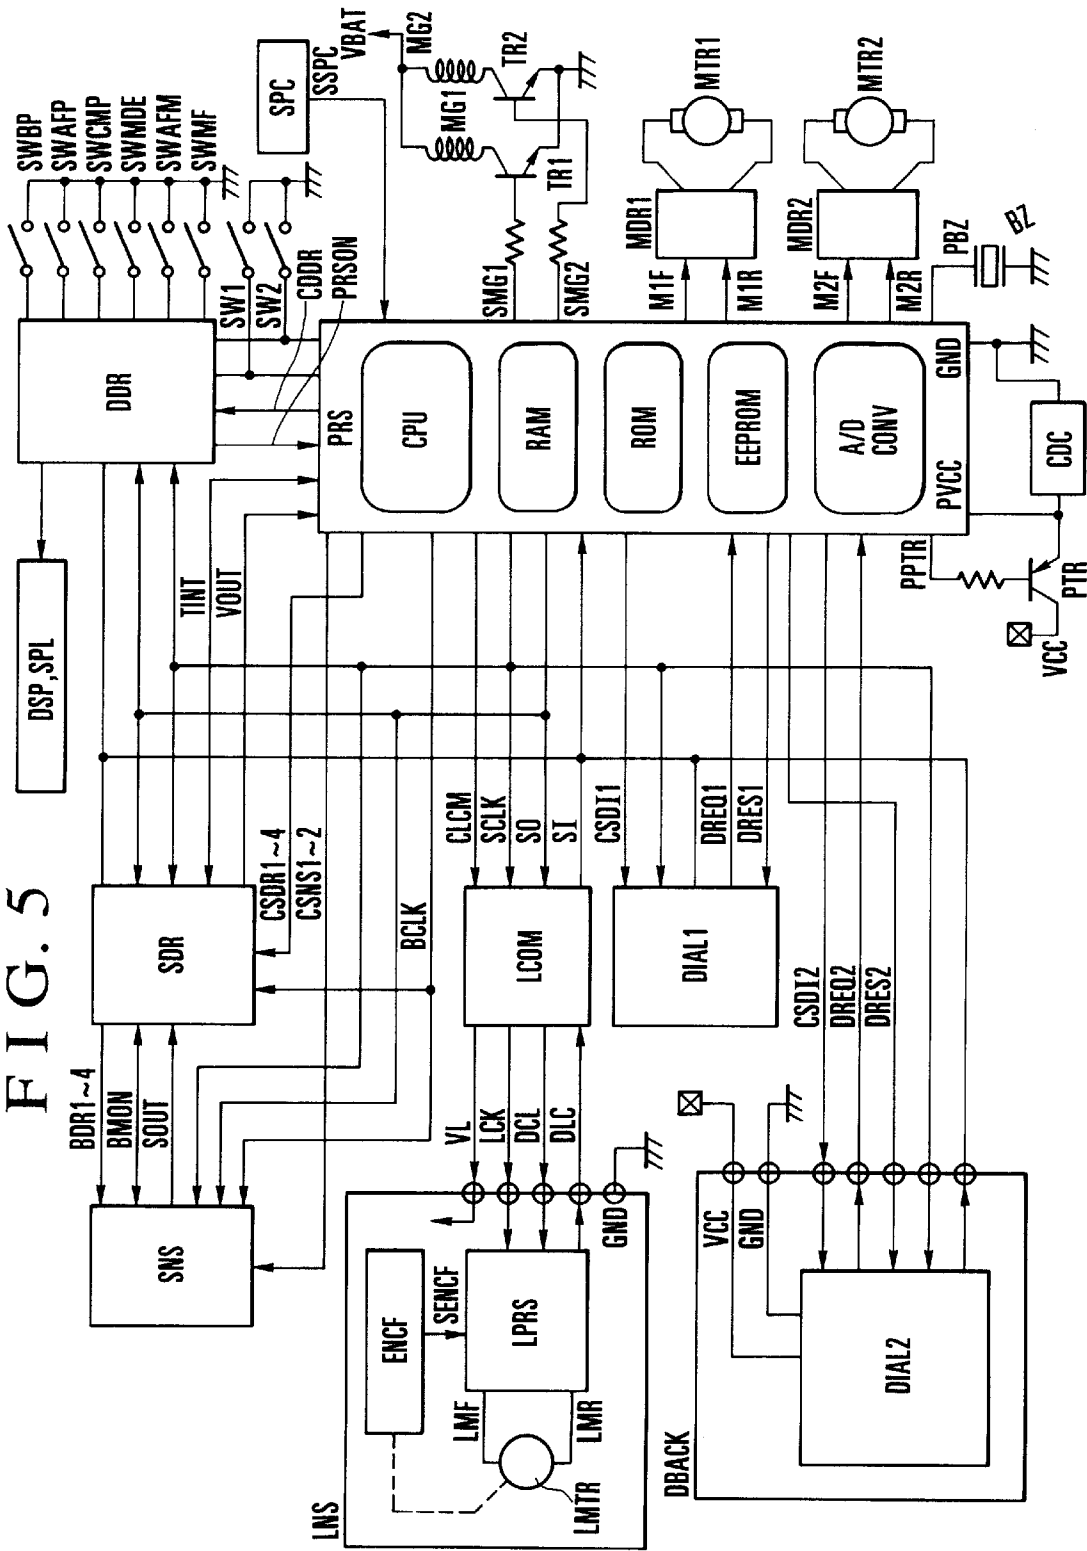 FIG. 5
SWBP
SWAFP
SWCMP
SWMDE
SWAFM
SWMF
SW1
SW2
CDDR
PRSON
DDR
DSP,SPL
SPC
SSPC
VBAT
MG2
MG1
TR2
TR1
SMG1
SMG2
MTR1
MDR1
M1F
M1R
MTR2
MDR2
M2F
M2R
PBZ
BZ
PRS
CPU
RAM
ROM
EEPROM
A/D
CONV
GND
PVCC
CDC
PPTR
PTR
VCC
TINT
VOUT
SDR
CSDR1~4
CSNS1~2
BCLK
BDR1~4
BMON
SOUT
SNS
CLCM
SCLK
SO
SI
LCOM
CSDI1
DREQ1
DRES1
DIAL1
CSDI2
DREQ2
DRES2
VL
LCK
DCL
DLC
GND
ENCF
SENCF
LPRS
LMF
LMR
LMTR
LNS
VCC
GND
DIAL2
DBACK